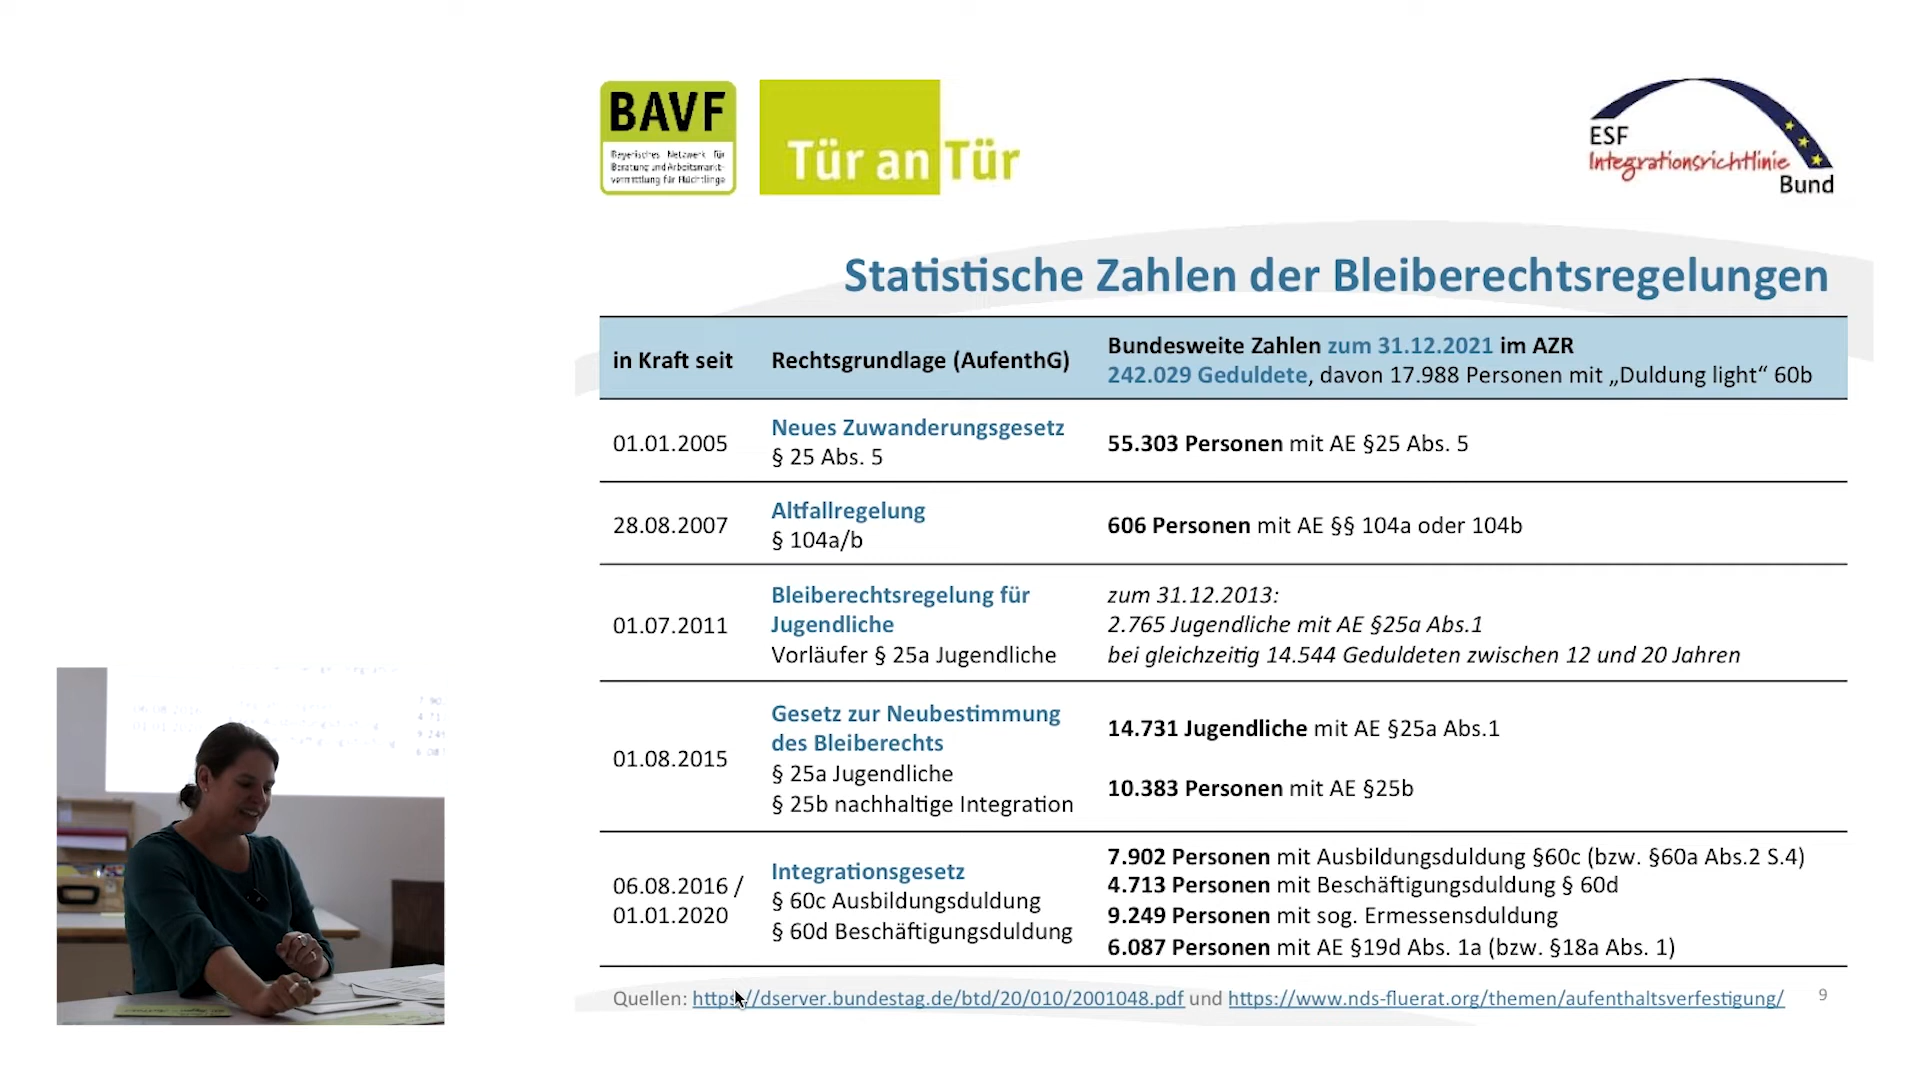 BAVF
Bayerisches Netzwerk für
Beratung und Arbeitsmarkt-
vermittlung für Flüchtlinge
Tür an Tür
ESF
Integrationsrichtlinie
Bund
Statistische Zahlen der Bleiberechtsregelungen
in Kraft seit
Rechtsgrundlage (AufenthG)
Bundesweite Zahlen zum 31.12.2021 im AZR
242.029 Geduldete, davon 17.988 Personen mit „Duldung light“ 60b
01.01.2005
Neues Zuwanderungsgesetz
§ 25 Abs. 5
55.303 Personen mit AE §25 Abs. 5
28.08.2007
Altfallregelung
§ 104a/b
606 Personen mit AE §§ 104a oder 104b
01.07.2011
Bleiberechtsregelung für
Jugendliche
Vorläufer § 25a Jugendliche
zum 31.12.2013:
2.765 Jugendliche mit AE §25a Abs.1
bei gleichzeitig 14.544 Geduldeten zwischen 12 und 20 Jahren
01.08.2015
Gesetz zur Neubestimmung
des Bleiberechts
§ 25a Jugendliche
§ 25b nachhaltige Integration
14.731 Jugendliche mit AE §25a Abs.1
10.383 Personen mit AE §25b
06.08.2016 /
01.01.2020
Integrationsgesetz
§ 60c Ausbildungsduldung
§ 60d Beschäftigungsduldung
7.902 Personen mit Ausbildungsduldung §60c (bzw. §60a Abs.2 S.4)
4.713 Personen mit Beschäftigungsduldung § 60d
9.249 Personen mit sog. Ermessensduldung
6.087 Personen mit AE §19d Abs. 1a (bzw. §18a Abs. 1)
Quellen: https://dserver.bundestag.de/btd/20/010/2001048.pdf und https://www.nds-fluerat.org/themen/aufenthaltsverfestigung/
9